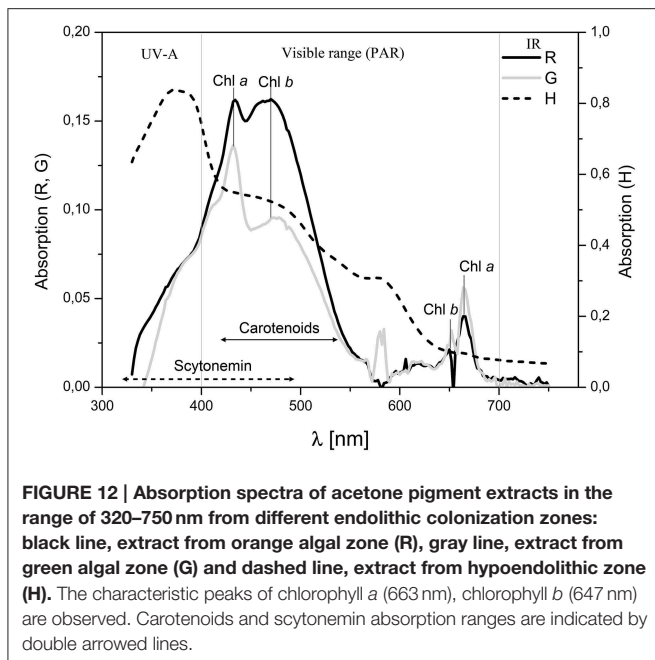 0,20
0,15
0,10
0,05
0,00
Absorption (R, G)
UV-A
Visible range (PAR)
IR
R
G
H
Chl a
Chl b
Chl b
Chl a
Carotenoids
Scytonemin
1,0
0,8
0,6
0,4
0,2
0,0
Absorption (H)
300 400 500 600 700
λ [nm]
FIGURE 12 | Absorption spectra of acetone pigment extracts in the
range of 320–750 nm from different endolithic colonization zones:
black line, extract from orange algal zone (R), gray line, extract from
green algal zone (G) and dashed line, extract from hypoendolithic zone
(H). The characteristic peaks of chlorophyll a (663 nm), chlorophyll b (647 nm)
are observed. Carotenoids and scytonemin absorption ranges are indicated by
double arrowed lines.